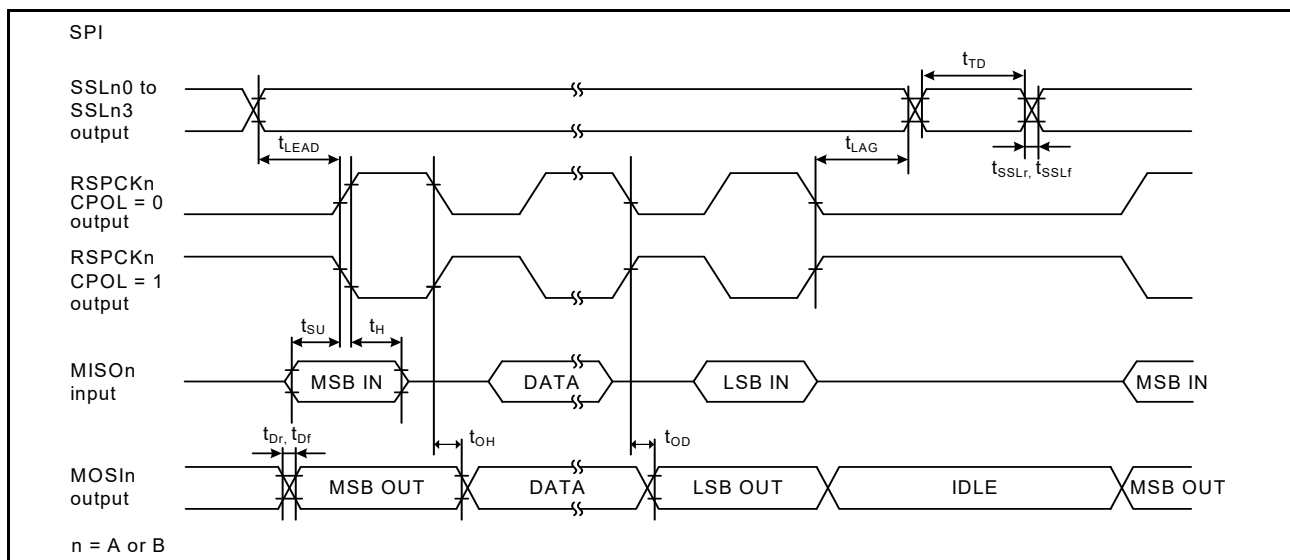 SPI
SSLn0 to
SSLn3
output
tTD
tLEAD
tLAG
tSSLr, tSSLf
RSPCKn
CPOL = 0
output
RSPCKn
CPOL = 1
output
tSU
tH
MISOn
input
MSB IN
DATA
LSB IN
MSB IN
tDr, tDf
tOH
tOD
MOSIn
output
MSB OUT
DATA
LSB OUT
IDLE
MSB OUT
n = A or B